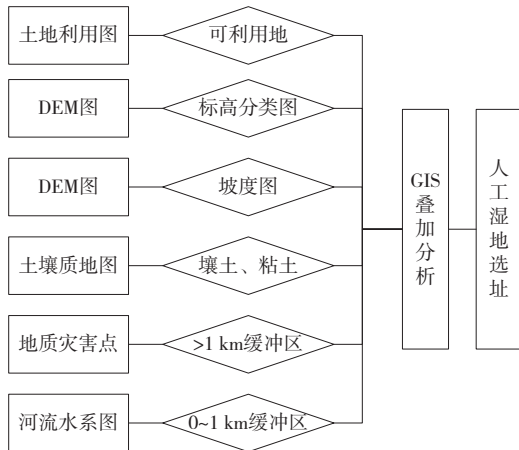 土地利用图
可利用地
DEM图
标高分类图
DEM图
坡度图
土壤质地图
壤土、粘土
地质灾害点
>1 km缓冲区
河流水系图
0~1 km缓冲区
GIS
叠
加
分
析
人
工
湿
地
选
址